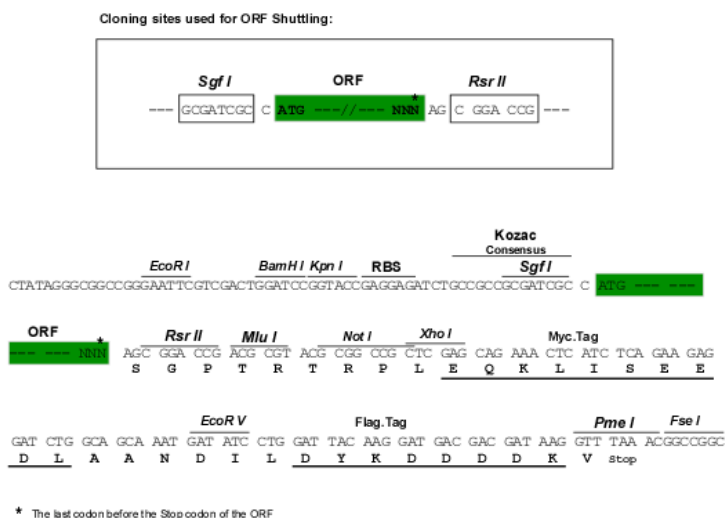 Cloning sites used for ORF Shuttling:
Sgf I ORF Rsr II
*
--- GCGATCGC C ATG ---//--- NNN AG C GGA CCG ---
Kozac
Consensus
EcoR I BamH I Kpn I RBS Sgf I
CTATAGGGCGGCCGGGAATTCGTCGACTGGATCCGGTACCGAGGAGATCTGCCGCCGCGATCGC C ATG --- ---
ORF
* Rsr II Mlu I Not I Xho I Myc.Tag
--- --- NNN AGC GGA CCG ACG CGT ACG CGG CCG CTC GAG CAG AAA CTC ATC TCA GAA GAG
S G P T R T R P L E Q K L I S E E
EcoR V Flag.Tag Pme I Fse I
GAT CTG GCA GCA AAT GAT ATC CTG GAT TAC AAG GAT GAC GAC GAT AAG GTT TAA ACGGCCGGC
D L A A N D I L D Y K D D D D K V Stop
* The last codon before the Stop codon of the ORF